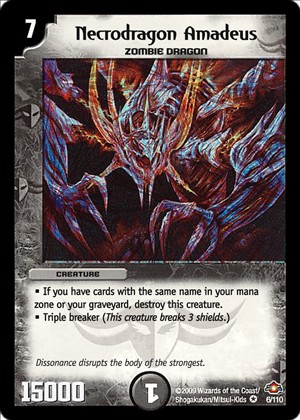 7
Necrodragon Amadeus
ZOMBIE DRAGON
CREATURE
▪ If you have cards with the same name in your mana
zone or your graveyard, destroy this creature.
▪ Triple breaker (This creature breaks 3 shields.)
Dissonance disrupts the body of the strongest.
15000
1
©2009 Wizards of the Coast/
Shogakukan/Mitsui-Kids
6/110